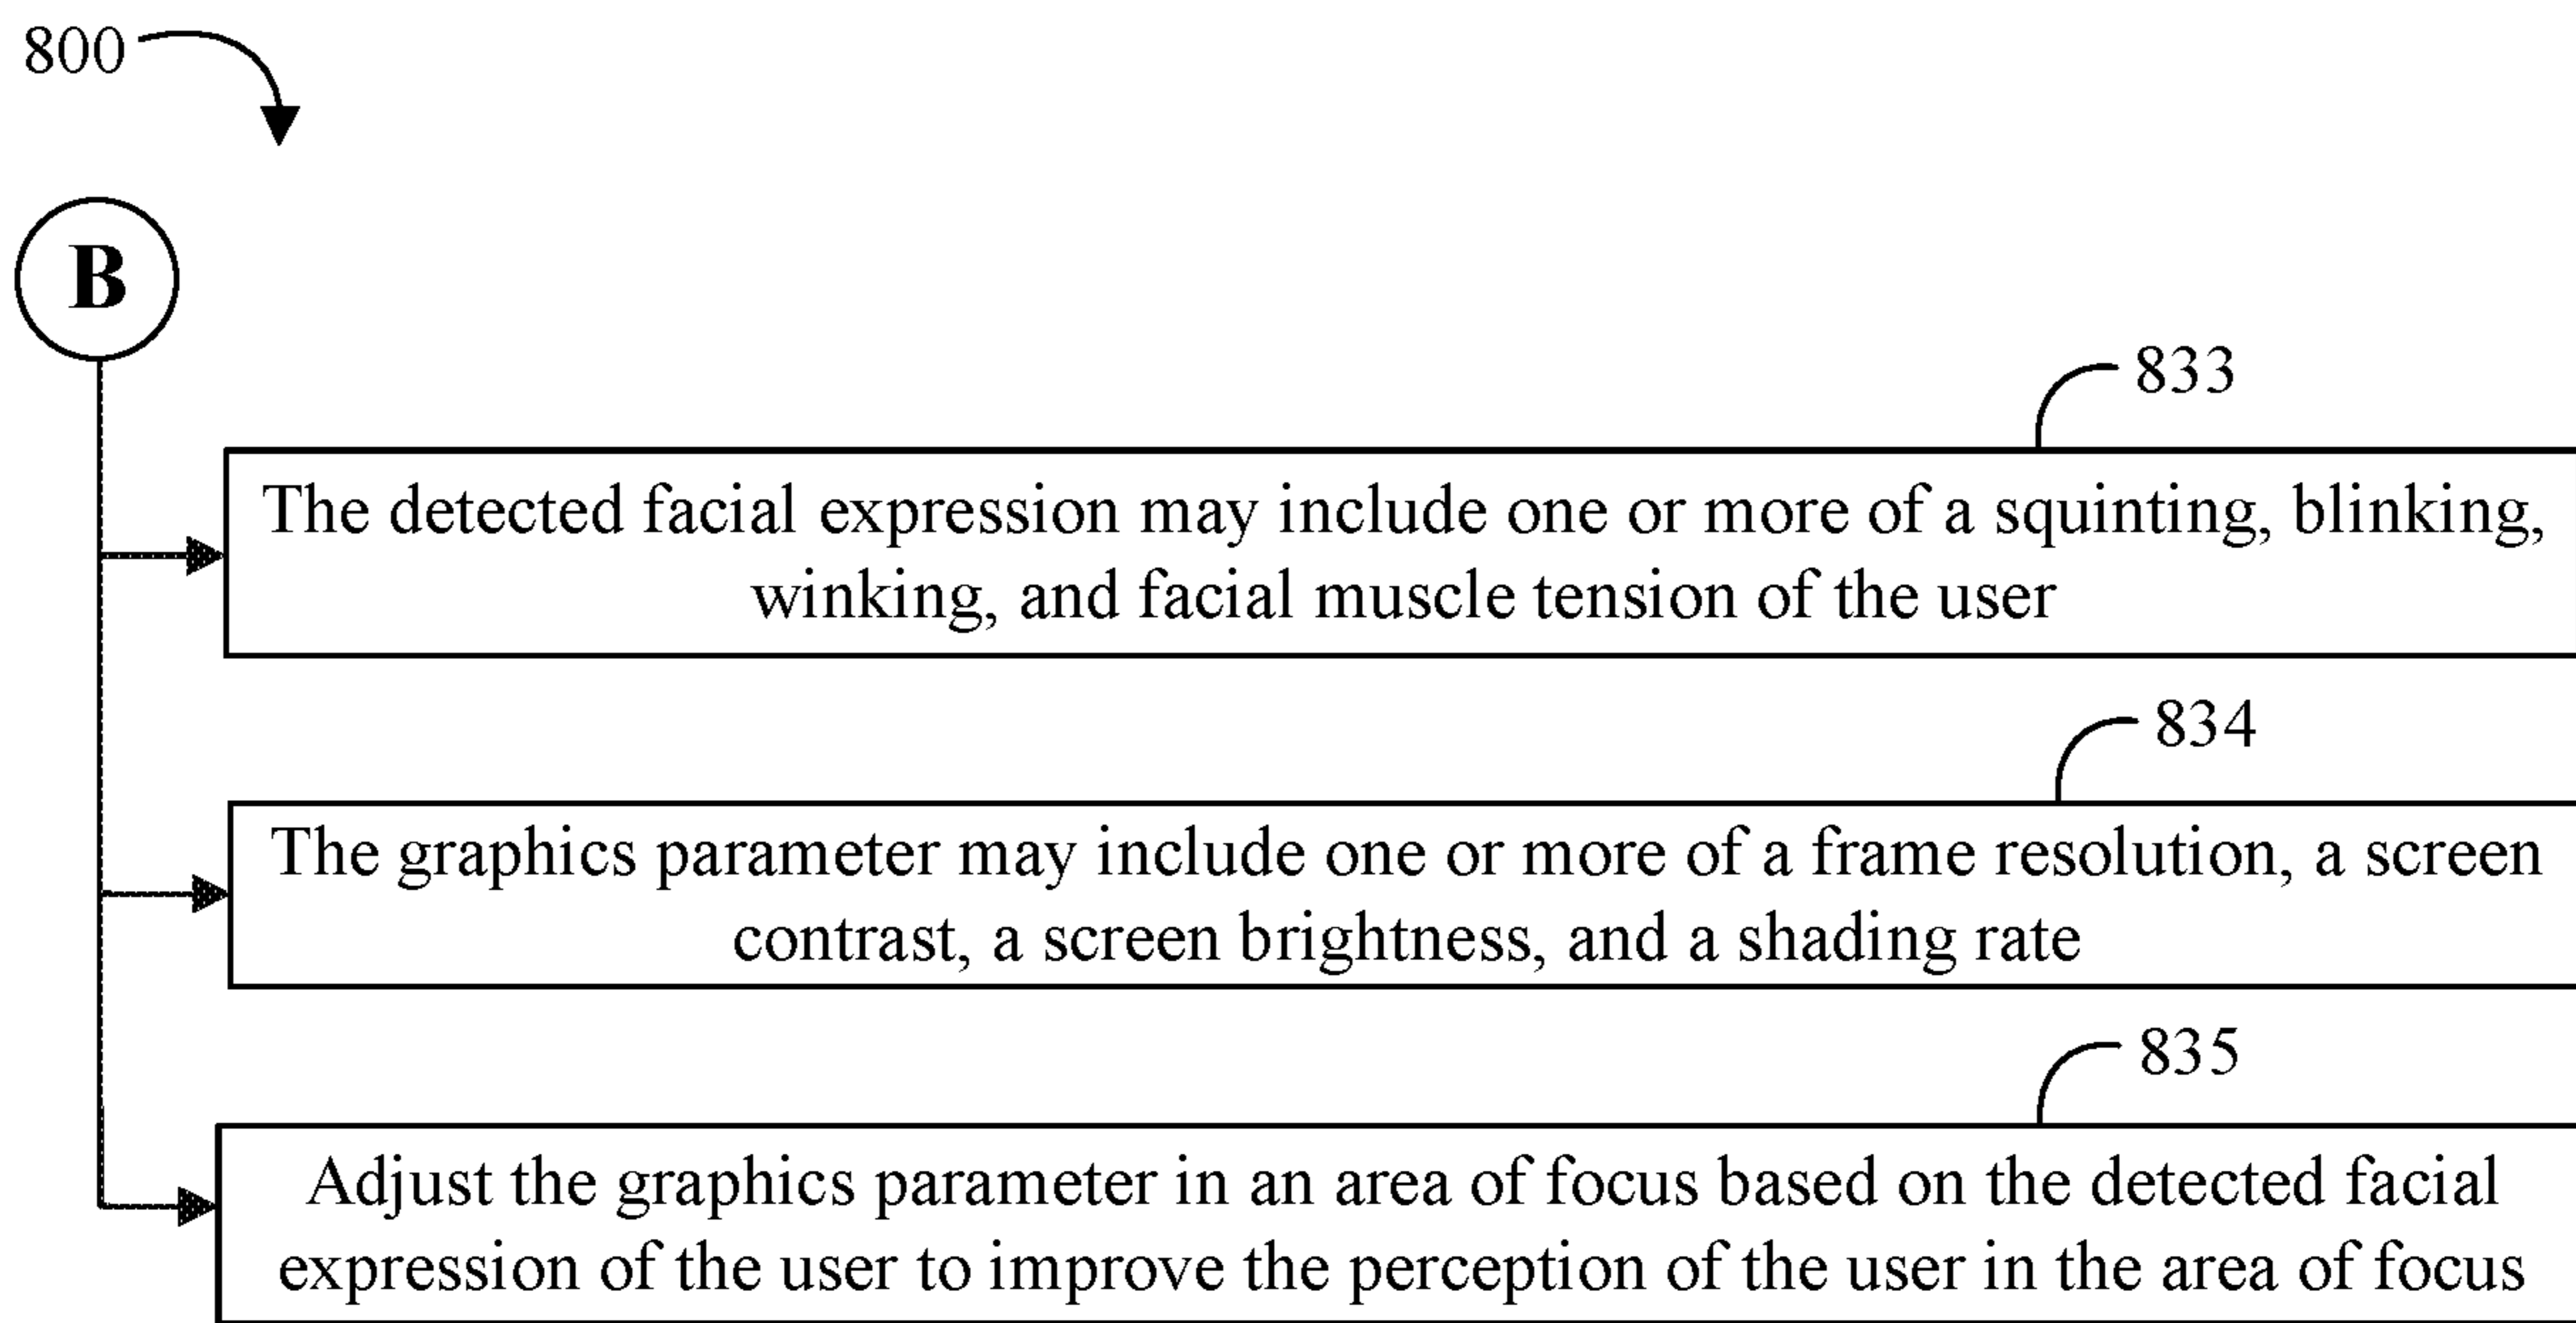 800
B
833
The detected facial expression may include one or more of a squinting, blinking,
winking, and facial muscle tension of the user
834
The graphics parameter may include one or more of a frame resolution, a screen
contrast, a screen brightness, and a shading rate
835
Adjust the graphics parameter in an area of focus based on the detected facial
expression of the user to improve the perception of the user in the area of focus